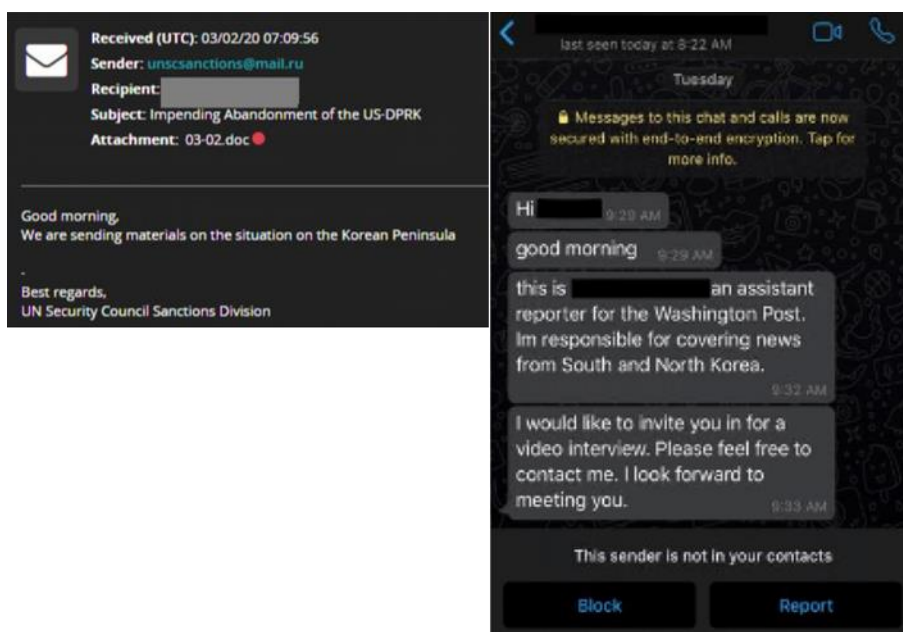 Received (UTC): 03/02/20 07:09:56
Sender: unscsanctions@mail.ru
Recipient:
Subject: Impending Abandonment of the US-DPRK
Attachment: 03-02.doc
Good morning,
We are sending materials on the situation on the Korean Peninsula
-
Best regards,
UN Security Council Sanctions Division
last seen today at 8:22 AM
Tuesday
Messages to this chat and calls are now
secured with end-to-end encryption. Tap for
more info.
Hi
9:29 AM
good morning
9:29 AM
this is an assistant
reporter for the Washington Post.
Im responsible for covering news
from South and North Korea.
9:32 AM
I would like to invite you in for a
video interview. Please feel free to
contact me. I look forward to
meeting you.
9:33 AM
This sender is not in your contacts
Block
Report